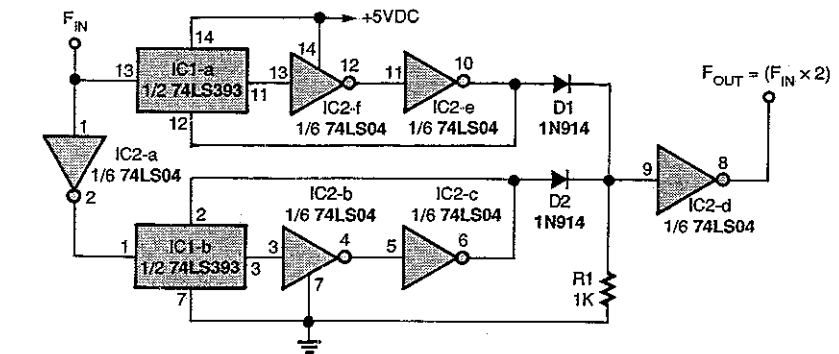 F_IN
+5VDC
14
14
13
IC1-a
1/2 74LS393
11
12
13
12
IC2-f
1/6 74LS04
11
10
IC2-e
1/6 74LS04
D1
1N914
F_OUT = (F_IN × 2)
1
IC2-a
1/6 74LS04
2
2
1
IC1-b
1/2 74LS393
3
7
IC2-b
1/6 74LS04
3
4
7
IC2-c
1/6 74LS04
5
6
D2
1N914
9
8
IC2-d
1/6 74LS04
R1
1K